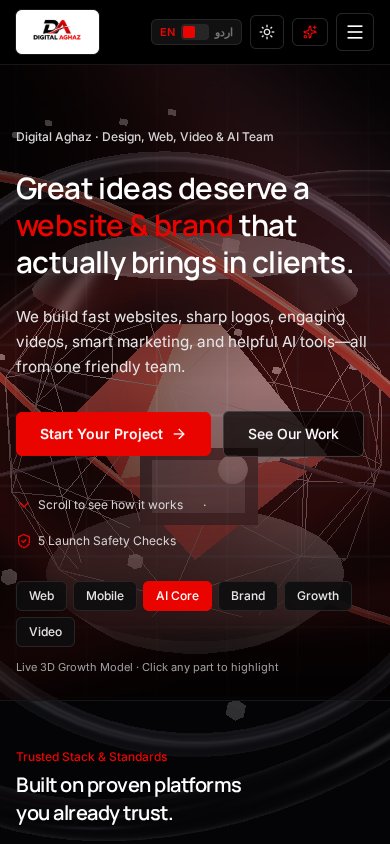 DA
DIGITAL AGHAZ
EN
اردو
Digital Aghaz · Design, Web, Video & AI Team
Great ideas deserve a
website & brand that
actually brings in clients.
We build fast websites, sharp logos, engaging
videos, smart marketing, and helpful AI tools—all
from one friendly team.
Start Your Project →
See Our Work
Scroll to see how it works ·
5 Launch Safety Checks
Web
Mobile
AI Core
Brand
Growth
Video
Live 3D Growth Model · Click any part to highlight
Trusted Stack & Standards
Built on proven platforms
you already trust.